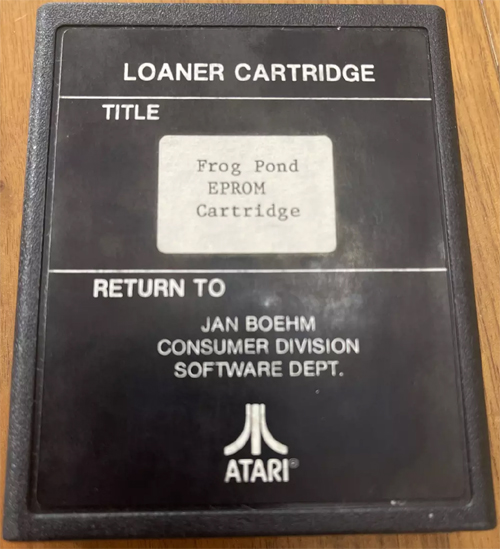 LOANER CARTRIDGE
TITLE
Frog Pond
EPROM
Cartridge
RETURN TO
JAN BOEHM
CONSUMER DIVISION
SOFTWARE DEPT.
ATARI®